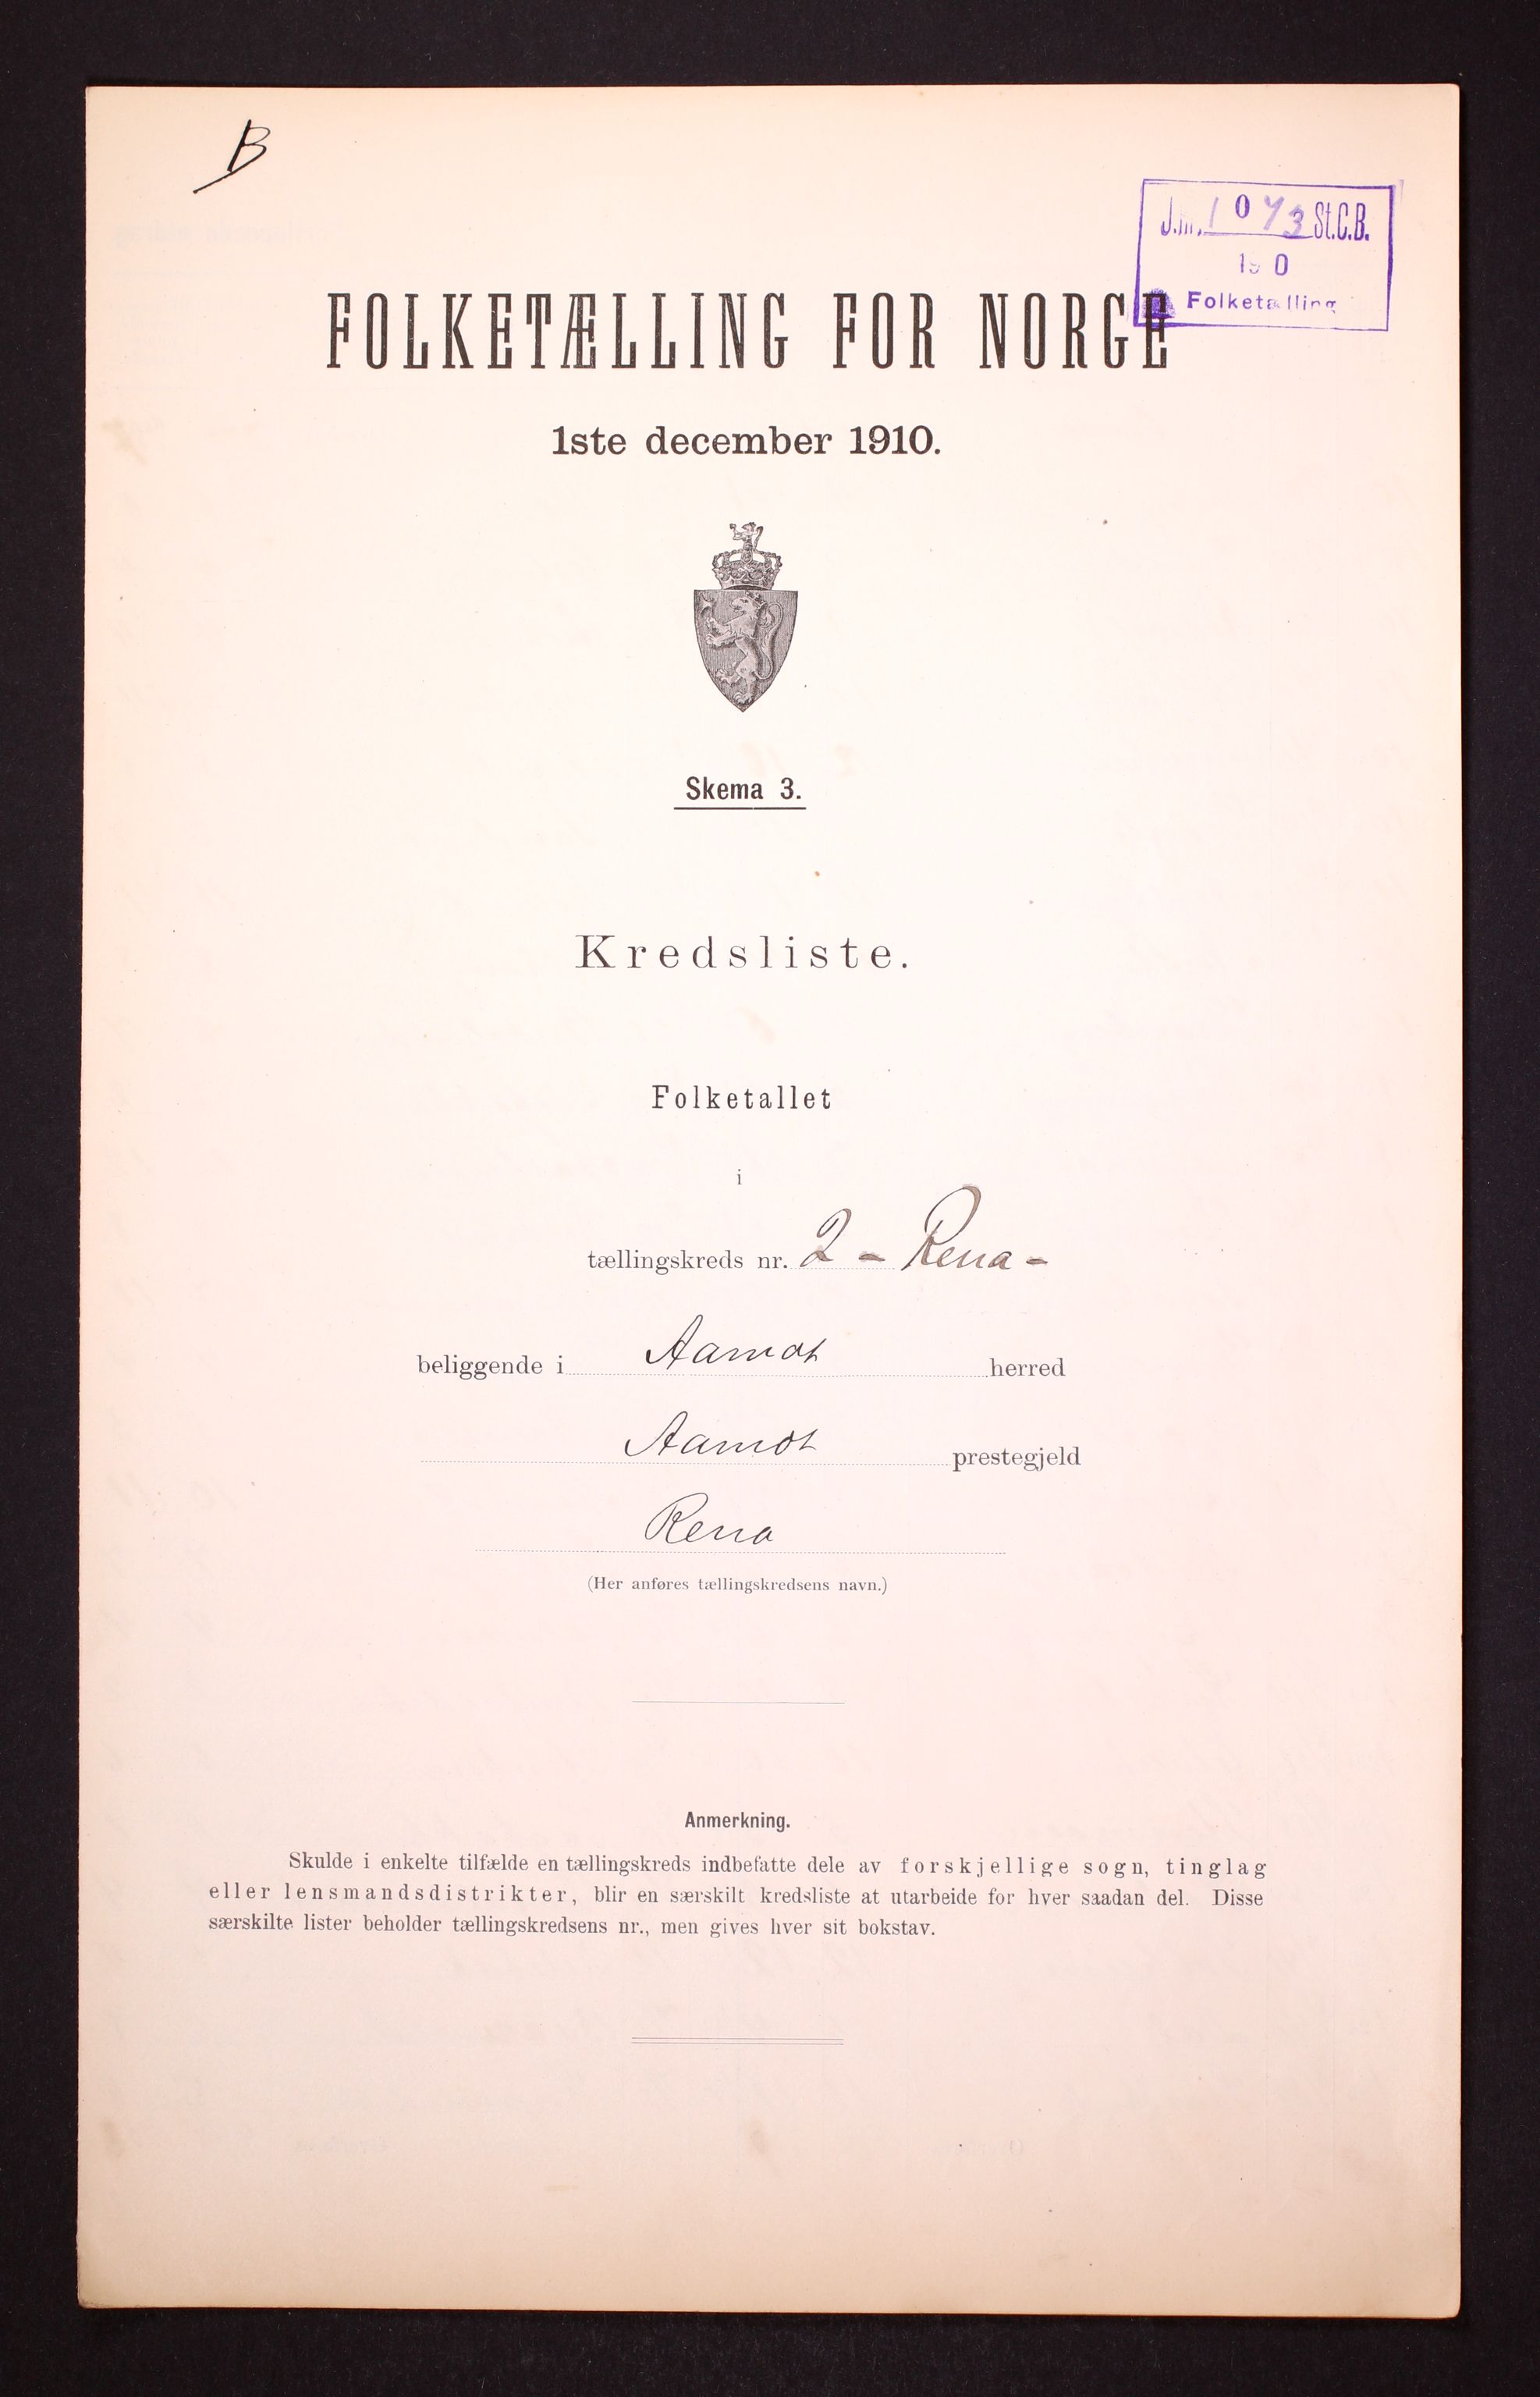 B
J.nr. 1043 St.C.B.
Folketælling
FOLKETÆLLING FOR NORGE
1ste december 1910.
Skema 3.
Kredsliste.
Folketallet
i
tællingskreds nr. 2 - Rena -
beliggende i Aamot herred
Aamot prestegjeld
Rena
(Her anføres tællingskredsens navn.)
Anmerkning.
Skulde i enkelte tilfælde en tællingskreds indbefatte dele av forskjellige sogn, tinglag
eller lensmandsdistrikter, blir en særskilt kredsliste at utarbeide for hver saadan del. Disse
særskilte lister beholder tællingskredsens nr., men gives hver sit bokstav.